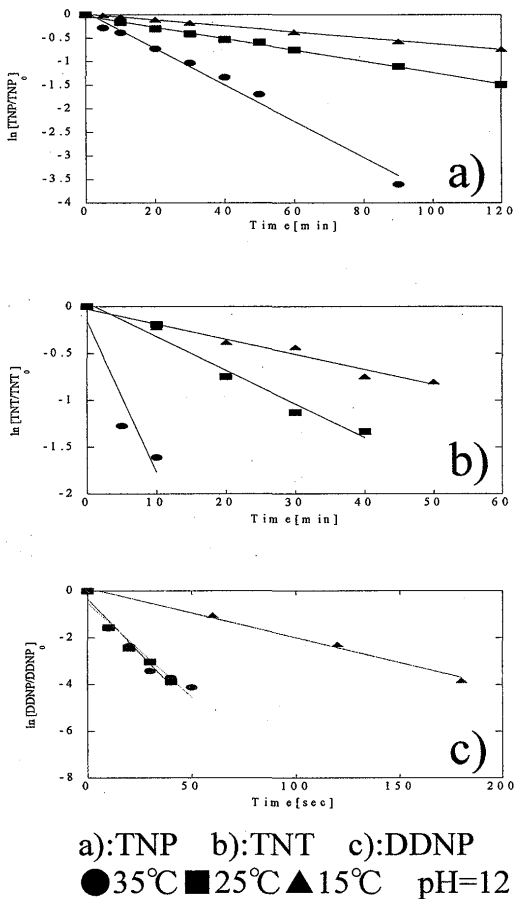 0
-0.5
-1
-1.5
-2
-2.5
-3
-3.5
-4
ln [TNP/TNP]0
0 20 40 60 80 100 120
Time[min]
a)
0
-0.5
-1
-1.5
-2
ln [TNT/TNT]0
0 10 20 30 40 50 60
Time[min]
b)
0
-2
-4
-6
-8
ln [DDNP/DDNP]0
0 50 100 150 200
Time[sec]
c)
a):TNP b):TNT c):DDNP
●35℃ ■25℃ ▲15℃ pH=12